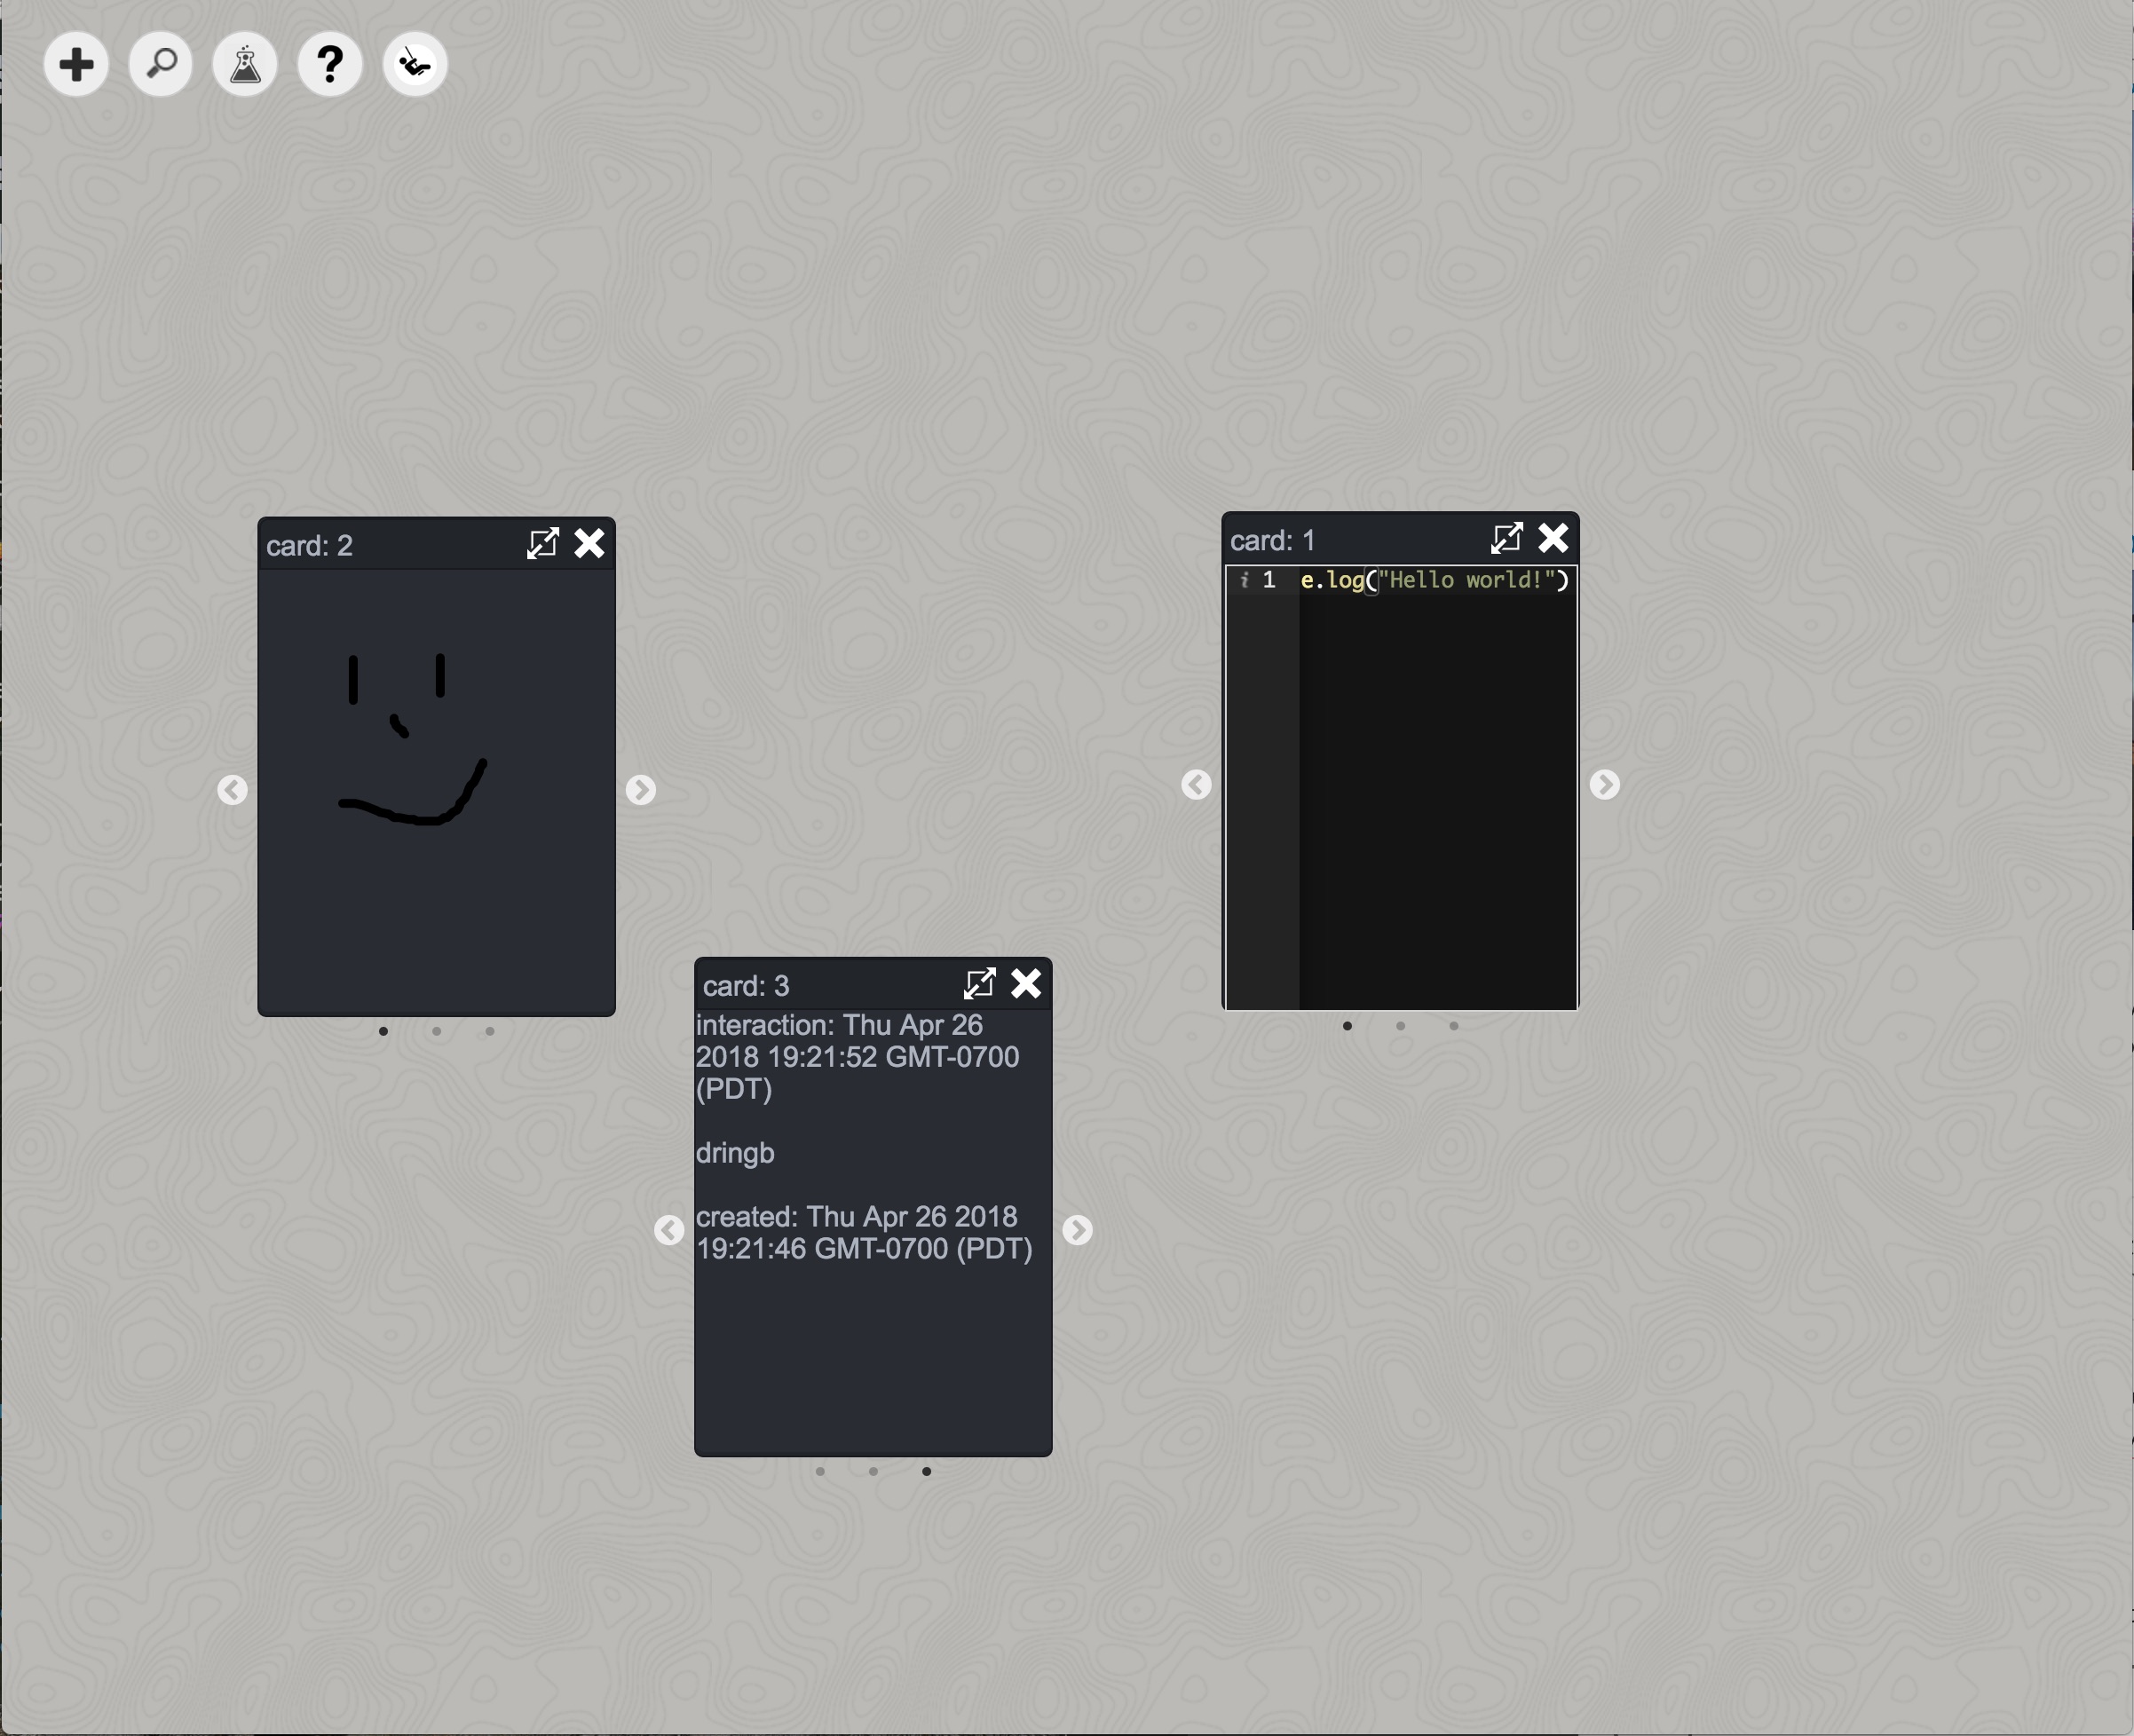 ?
card: 2
card: 1
i 1 e.log("Hello world!")
card: 3
interaction: Thu Apr 26
2018 19:21:52 GMT-0700
(PDT)
dringb
created: Thu Apr 26 2018
19:21:46 GMT-0700 (PDT)